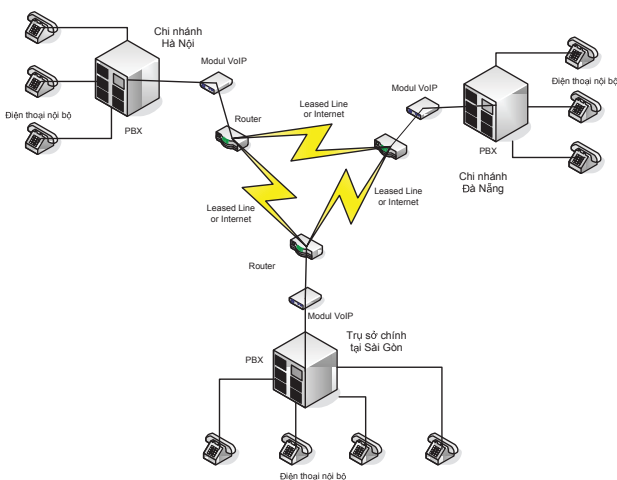 Chi nhánh
Hà Nội
Modul VoIP
Điện thoại nội bộ
PBX
Router
Leased Line
or Internet
Modul VoIP
Điện thoại nội bộ
PBX
Chi nhánh
Đà Nẵng
Leased Line
or Internet
Leased Line
or Internet
Router
Modul VoIP
Trụ sở chính
tại Sài Gòn
PBX
Điện thoại nội bộ